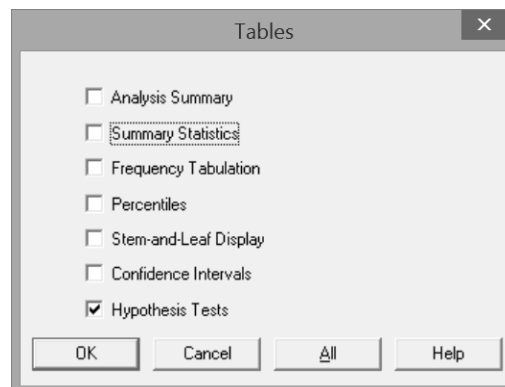 Tables
Analysis Summary
Summary Statistics
Frequency Tabulation
Percentiles
Stem-and-Leaf Display
Confidence Intervals
Hypothesis Tests
OK Cancel All Help